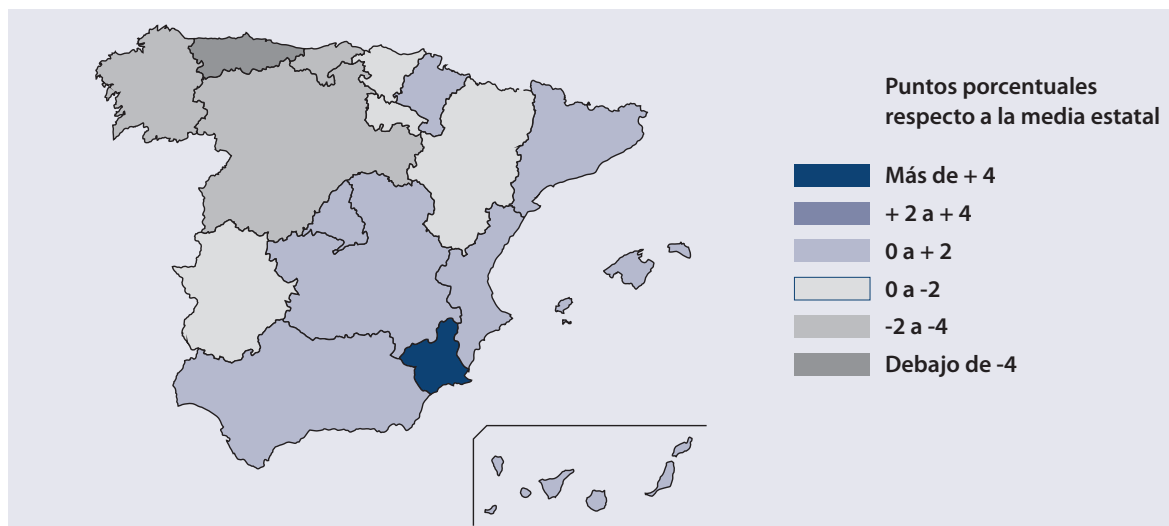 Puntos porcentuales
respecto a la media estatal
Más de + 4
+ 2 a + 4
0 a + 2
0 a -2
-2 a -4
Debajo de -4